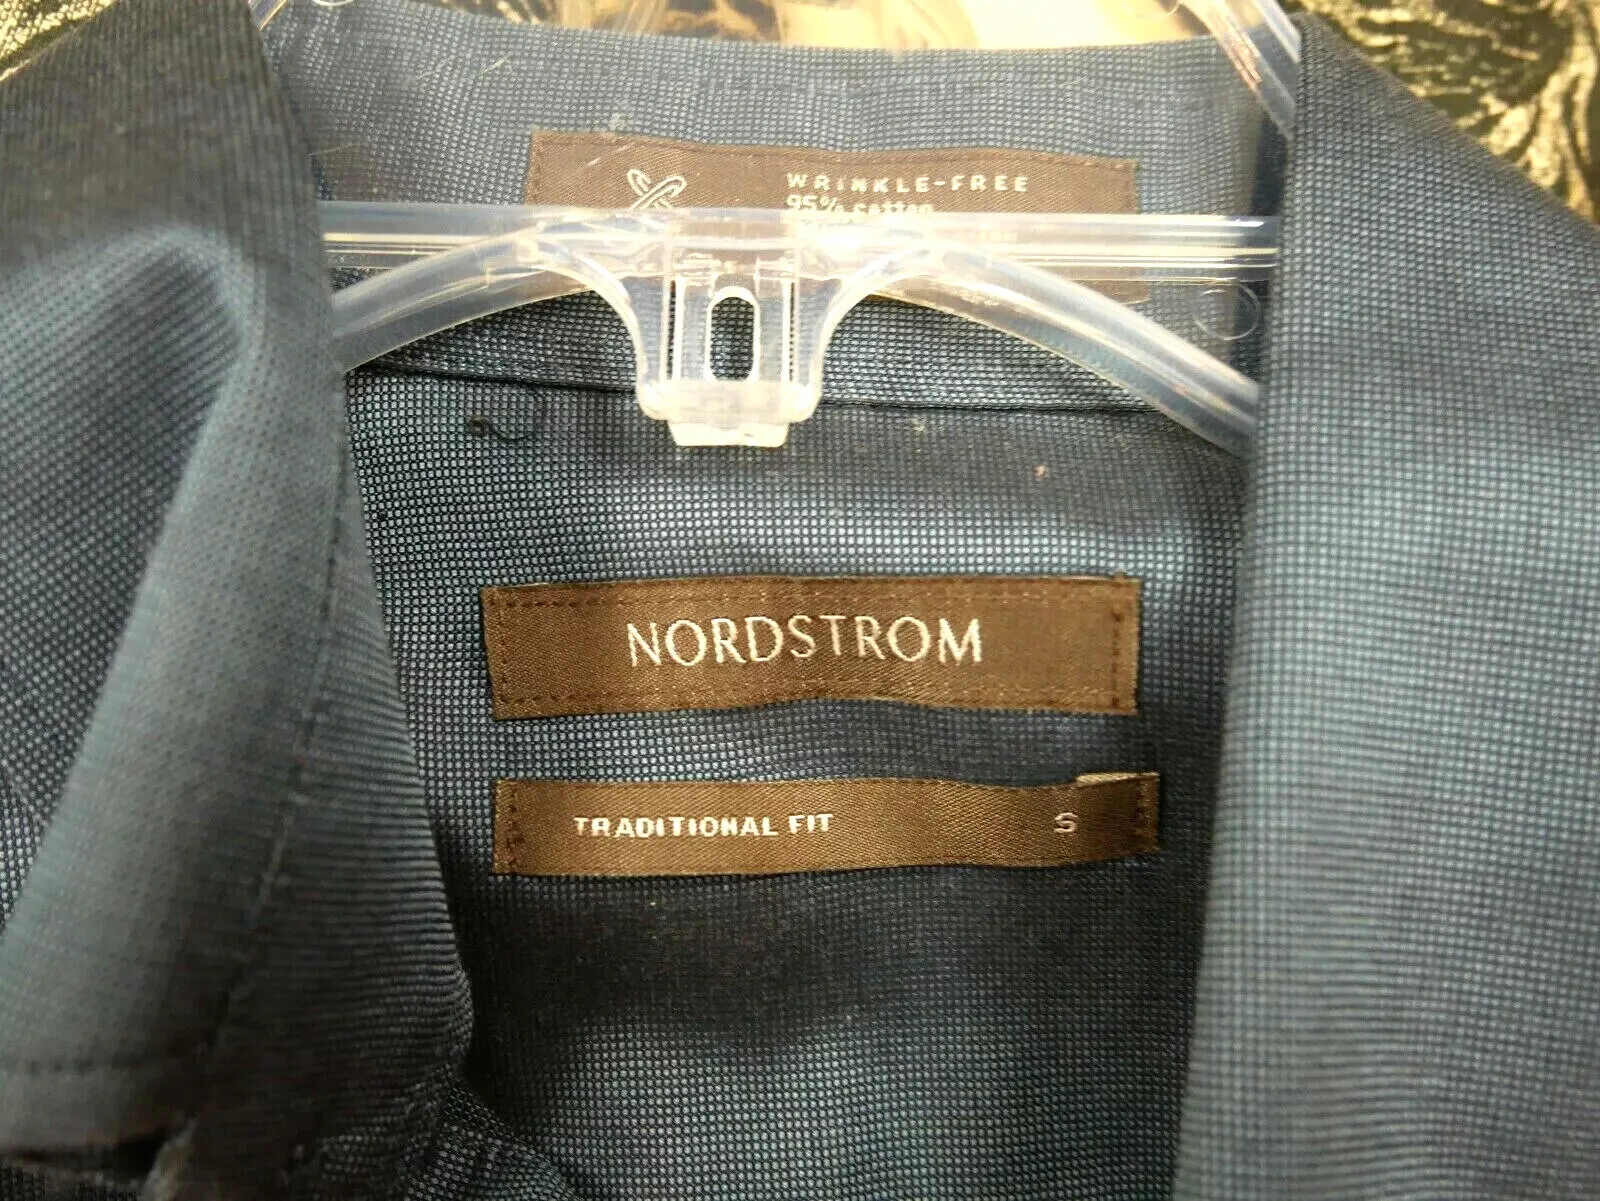 WRINKLE-FREE
95% cotton
NORDSTROM
TRADITIONAL FIT S